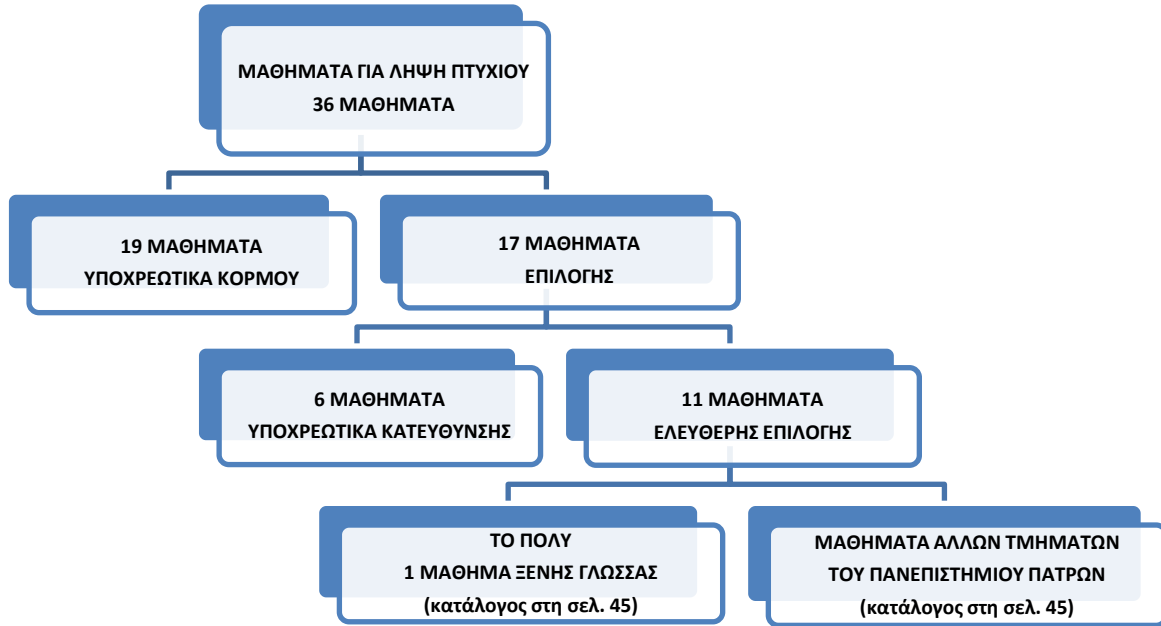 ΜΑΘΗΜΑΤΑ ΓΙΑ ΛΗΨΗ ΠΤΥΧΙΟΥ
36 ΜΑΘΗΜΑΤΑ
19 ΜΑΘΗΜΑΤΑ
ΥΠΟΧΡΕΩΤΙΚΑ ΚΟΡΜΟΥ
17 ΜΑΘΗΜΑΤΑ
ΕΠΙΛΟΓΗΣ
6 ΜΑΘΗΜΑΤΑ
ΥΠΟΧΡΕΩΤΙΚΑ ΚΑΤΕΥΘΥΝΣΗΣ
11 ΜΑΘΗΜΑΤΑ
ΕΛΕΥΘΕΡΗΣ ΕΠΙΛΟΓΗΣ
ΤΟ ΠΟΛΥ
1 ΜΑΘΗΜΑ ΞΕΝΗΣ ΓΛΩΣΣΑΣ
(κατάλογος στη σελ. 45)
ΜΑΘΗΜΑΤΑ ΑΛΛΩΝ ΤΜΗΜΑΤΩΝ
ΤΟΥ ΠΑΝΕΠΙΣΤΗΜΙΟΥ ΠΑΤΡΩΝ
(κατάλογος στη σελ. 45)